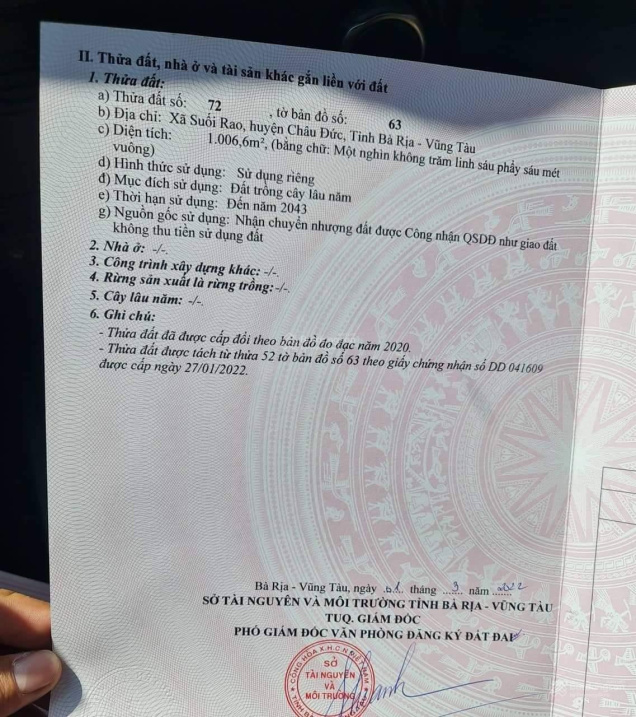 II. Thửa đất, nhà ở và tài sản khác gắn liền với đất
1. Thửa đất:
a) Thửa đất số: 72 , tờ bản đồ số: 63
b) Địa chỉ: Xã Suối Rao, huyện Châu Đức, Tỉnh Bà Rịa - Vũng Tàu
c) Diện tích: 1.006,6m², (bằng chữ: Một nghìn không trăm linh sáu phẩy sáu mét
vuông)
d) Hình thức sử dụng: Sử dụng riêng
đ) Mục đích sử dụng: Đất trồng cây lâu năm
e) Thời hạn sử dụng: Đến năm 2043
g) Nguồn gốc sử dụng: Nhận chuyển nhượng đất được Công nhận QSDĐ như giao đất
không thu tiền sử dụng đất
2. Nhà ở: -/-.
3. Công trình xây dựng khác: -/-.
4. Rừng sản xuất là rừng trồng: -/-.
5. Cây lâu năm: -/-.
6. Ghi chú:
- Thửa đất đã được cấp đổi theo bản đồ đo đạc năm 2020.
- Thửa đất được tách từ thửa 52 tờ bản đồ số 63 theo giấy chứng nhận số DD 041609
được cấp ngày 27/01/2022.
Bà Rịa - Vũng Tàu, ngày 01 tháng 3 năm 2022
SỞ TÀI NGUYÊN VÀ MÔI TRƯỜNG TỈNH BÀ RỊA - VŨNG TÀU
TUQ. GIÁM ĐỐC
PHÓ GIÁM ĐỐC VĂN PHÒNG ĐĂNG KÝ ĐẤT ĐAI
CỘNG HÒA X.H.C.N VIỆT NAM
SỞ
TÀI NGUYÊN
VÀ
MÔI TRƯỜNG